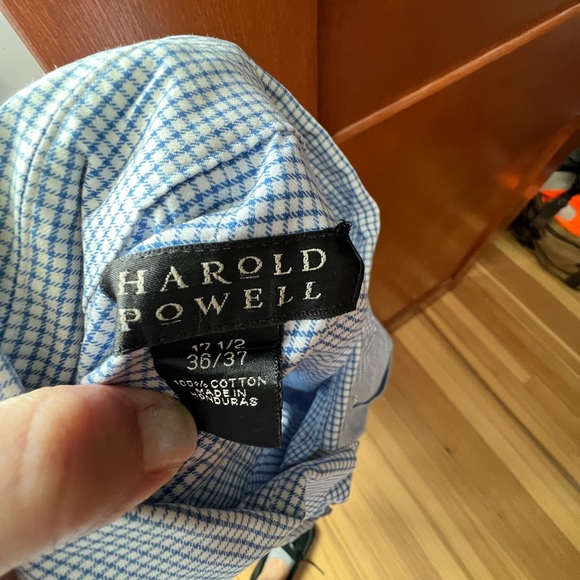 HAROLD
POWELL
17 1/2
36/37
100% COTTON
MADE IN
HONDURAS